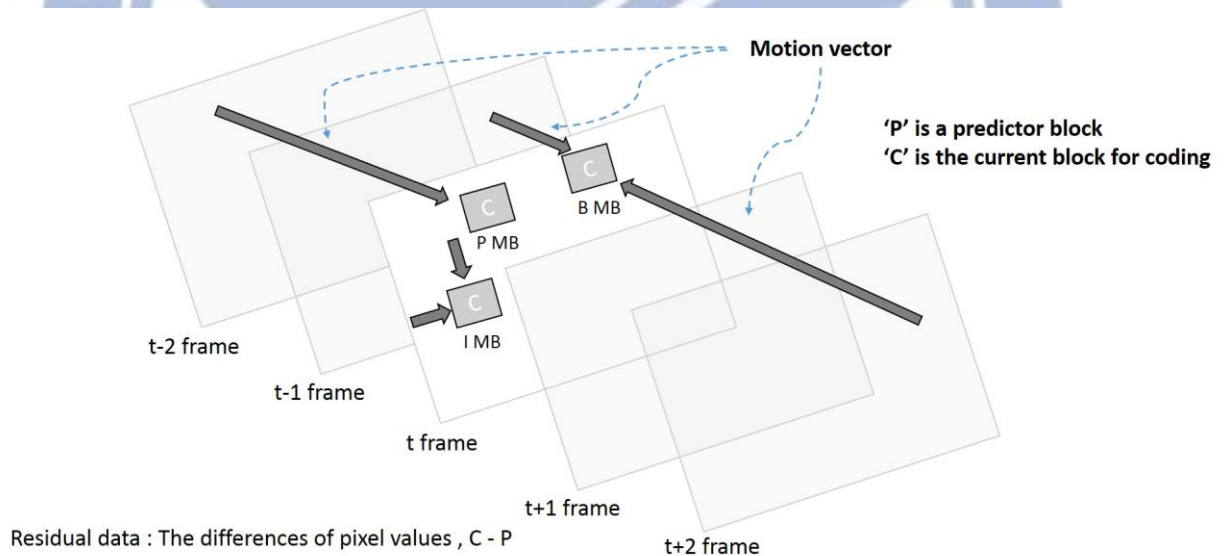 Motion vector
'P' is a predictor block
'C' is the current block for coding
C
B MB
C
P MB
C
I MB
t-2 frame
t-1 frame
t frame
t+1 frame
t+2 frame
Residual data : The differences of pixel values , C - P